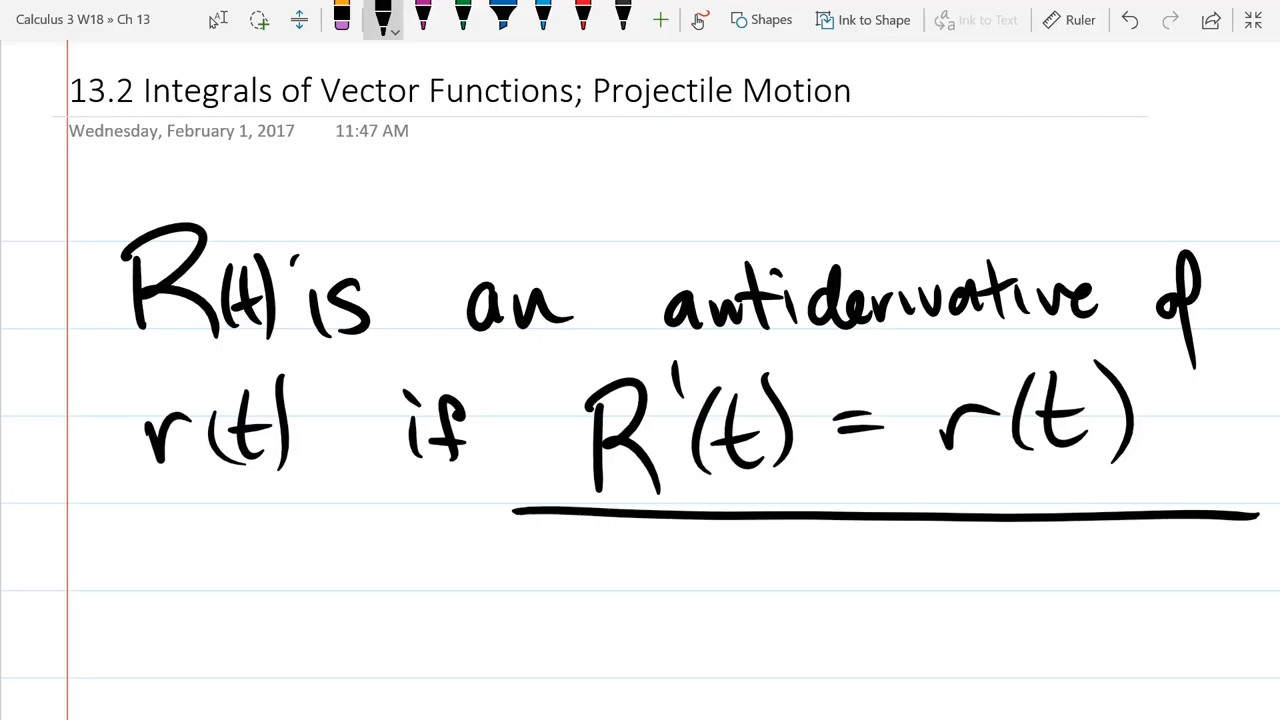 Calculus 3 W18 » Ch 13
Shapes
Ink to Shape
Ink to Text
Ruler
13.2 Integrals of Vector Functions; Projectile Motion
Wednesday, February 1, 2017 11:47 AM
R(t) is an antiderivative of
r(t) if R'(t) = r(t)